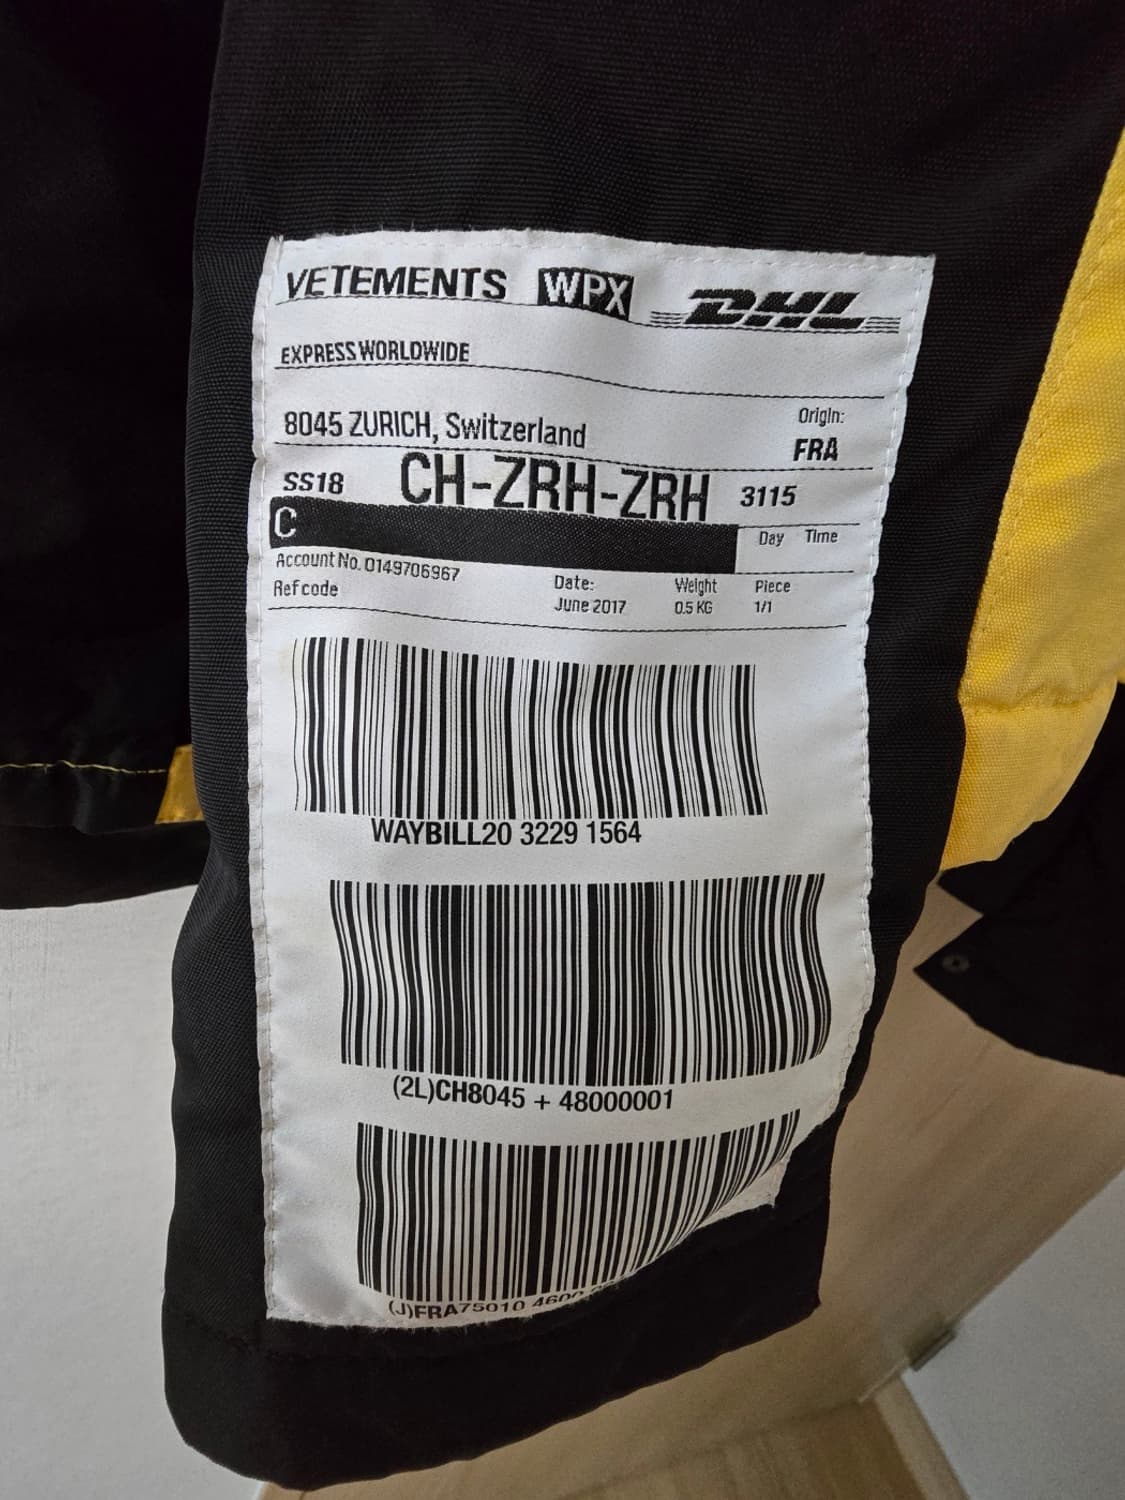 VETEMENTS WPX DHL
EXPRESS WORLDWIDE
8045 ZURICH, Switzerland
Origin:
FRA
SS18 CH-ZRH-ZRH 3115
C
Day Time
Account No. 0149706967
Ref code
Date: Weight Piece
June 2017 0.5 KG 1/1
WAYBILL20 3229 1564
(2L)CH8045 + 48000001
(J)FRA75010 4600